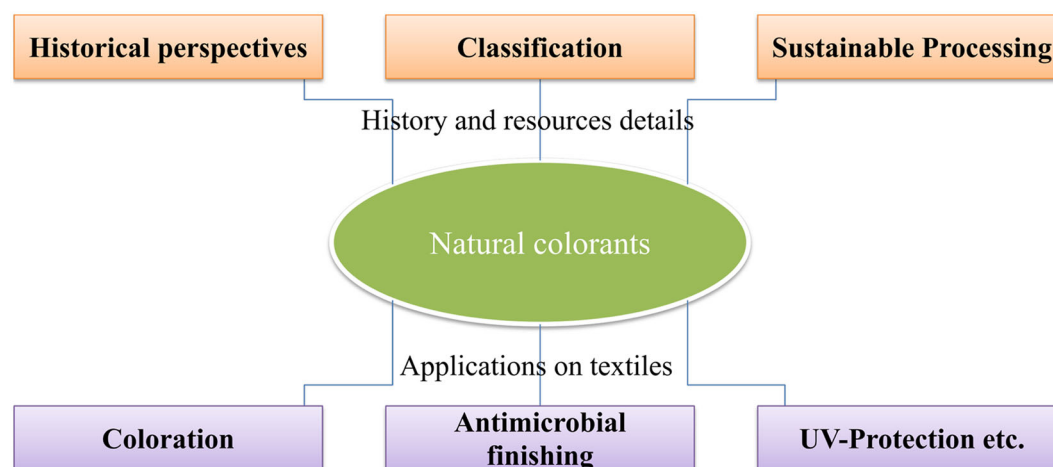 Historical perspectives
Classification
Sustainable Processing
History and resources details
Natural colorants
Applications on textiles
Coloration
Antimicrobial
finishing
UV-Protection etc.